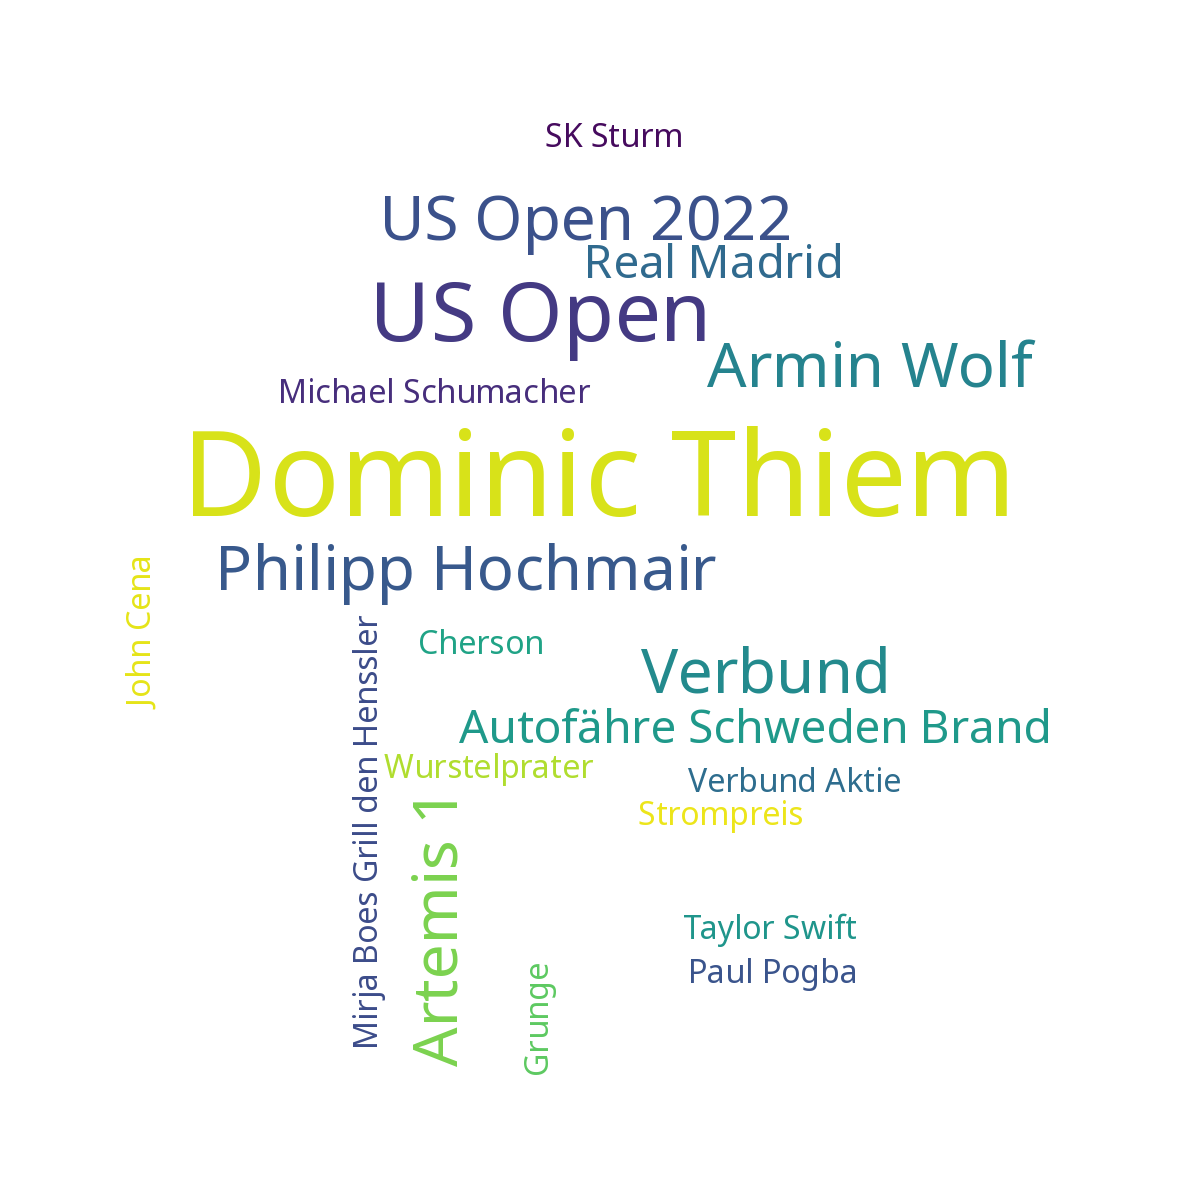 SK Sturm
US Open 2022
Real Madrid
US Open
Armin Wolf
Michael Schumacher
Dominic Thiem
Philipp Hochmair
John Cena
Mirja Boes Grill den Henssler
Cherson
Verbund
Autofähre Schweden Brand
Wurstelprater
Verbund Aktie
Strompreis
Artemis 1
Taylor Swift
Paul Pogba
Grunge